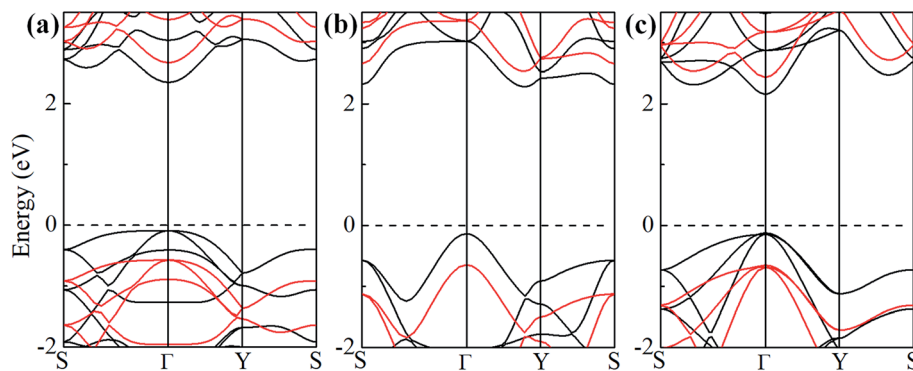 (a) (b) (c)
Energy (eV)
2 2 2
0 0 0
-2 -2 -2
S Γ Y S S Γ Y S S Γ Y S